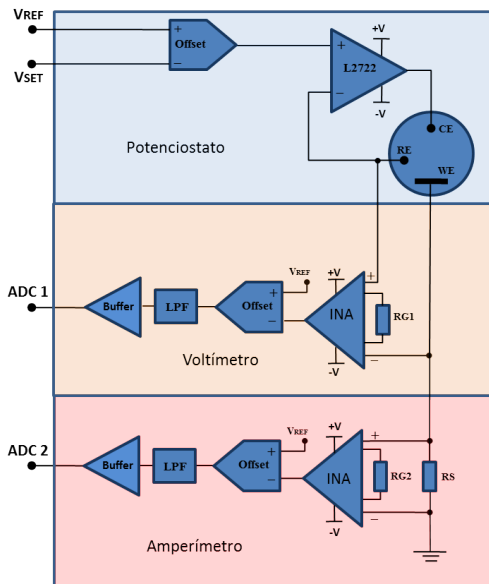 VREF
VSET
+
Offset
−
+
L2722
−
+V
-V
CE
RE
WE
Potenciostato
ADC 1
Buffer
LPF
Offset
+
−
VREF
+V
INA
-V
+
RG1
−
Voltímetro
ADC 2
Buffer
LPF
Offset
+
−
VREF
+V
INA
-V
+
RG2
−
RS
Amperímetro